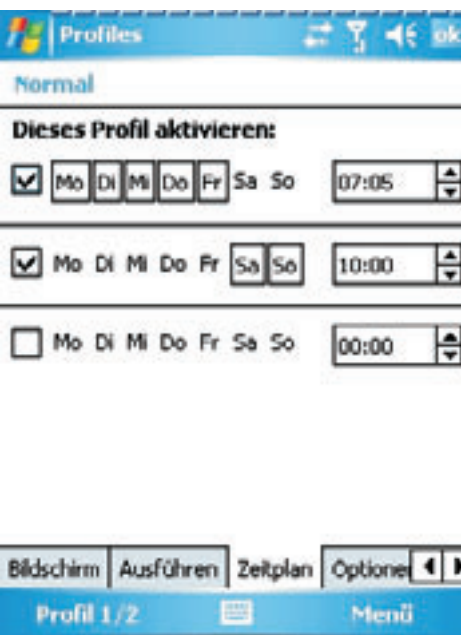 Profiles ok
Normal
Dieses Profil aktivieren:
Mo Di Mi Do Fr Sa So 07:05
Mo Di Mi Do Fr Sa So 10:00
Mo Di Mi Do Fr Sa So 00:00
Bildschirm Ausführen Zeitplan Optione
Profil 1/2 Menü